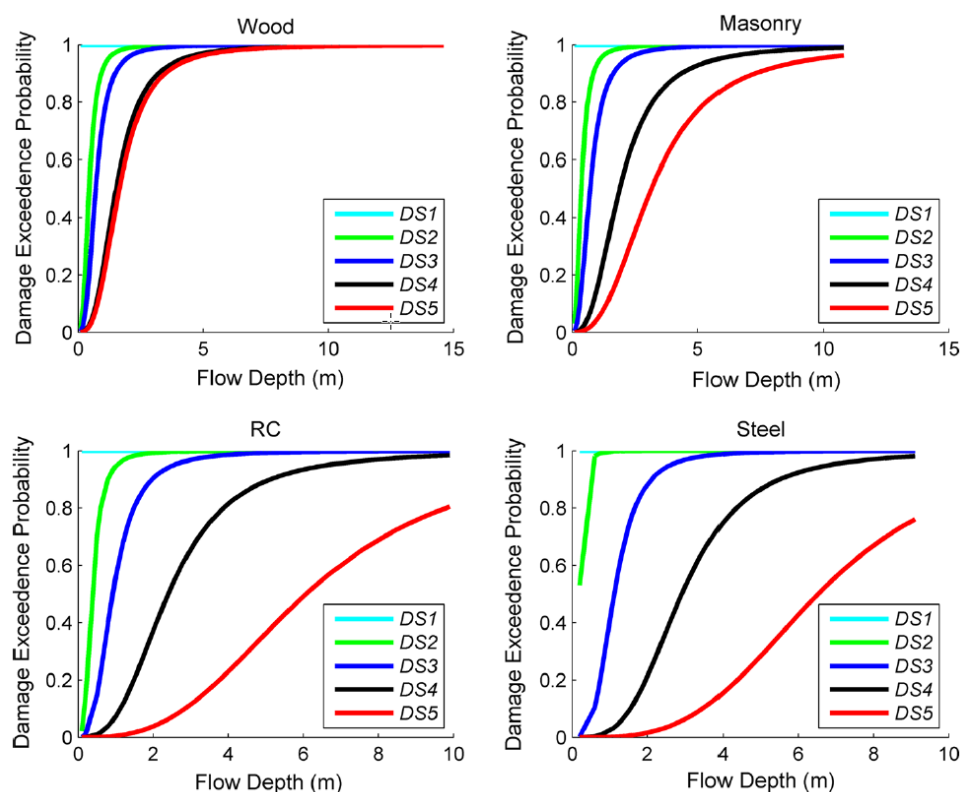 Wood
Damage Exceedence Probability
1
0.8
0.6
0.4
0.2
0
0
5
10
15
Flow Depth (m)
DS1
DS2
DS3
DS4
DS5
Masonry
Damage Exceedence Probability
1
0.8
0.6
0.4
0.2
0
0
5
10
15
Flow Depth (m)
DS1
DS2
DS3
DS4
DS5
RC
Damage Exceedence Probability
1
0.8
0.6
0.4
0.2
0
0
2
4
6
8
10
Flow Depth (m)
DS1
DS2
DS3
DS4
DS5
Steel
Damage Exceedence Probability
1
0.8
0.6
0.4
0.2
0
0
2
4
6
8
10
Flow Depth (m)
DS1
DS2
DS3
DS4
DS5